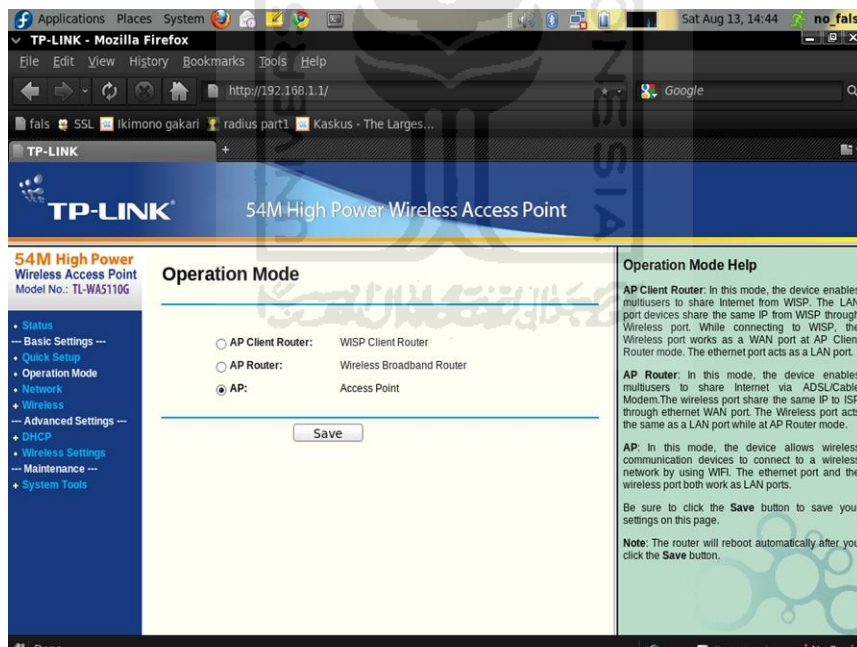 Applications Places System Sat Aug 13, 14:44 no_fals
TP-LINK - Mozilla Firefox
File Edit View History Bookmarks Tools Help
http://192.168.1.1/ Google
fals SSL Ikimono gakari radius part1 Kaskus - The Larges...
TP-LINK
TP-LINK 54M High Power Wireless Access Point
UNIVERS
NESIA
54M High Power
Wireless Access Point
Model No.: TL-WA5110G
• Status
--- Basic Settings ---
• Quick Setup
• Operation Mode
• Network
+ Wireless
--- Advanced Settings ---
+ DHCP
• Wireless Settings
--- Maintenance ---
+ System Tools
Operation Mode
AP Client Router: WISP Client Router
AP Router: Wireless Broadband Router
AP: Access Point
Save
Operation Mode Help
AP Client Router: In this mode, the device enables
multiusers to share Internet from WISP. The LAN
port devices share the same IP from WISP through
Wireless port. While connecting to WISP, the
Wireless port works as a WAN port at AP Clien
Router mode. The ethernet port acts as a LAN port.
AP Router: In this mode, the device enables
multiusers to share Internet via ADSL/Cable
Modem.The wireless port share the same IP to ISP
through ethernet WAN port. The Wireless port acts
the same as a LAN port while at AP Router mode.
AP: In this mode, the device allows wireless
communication devices to connect to a wireless
network by using WIFI. The ethernet port and the
wireless port both work as LAN ports.
Be sure to click the Save button to save you
settings on this page.
Note: The router will reboot automatically after you
click the Save button.